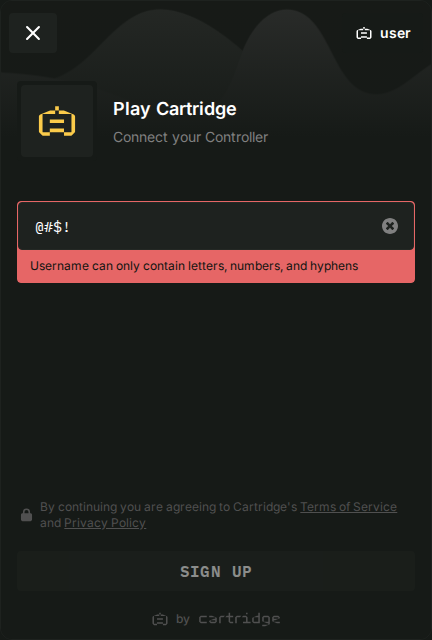 user
Play Cartridge
Connect your Controller
@#$!
Username can only contain letters, numbers, and hyphens
By continuing you are agreeing to Cartridge's Terms of Service
and Privacy Policy
SIGN UP
by cartridge